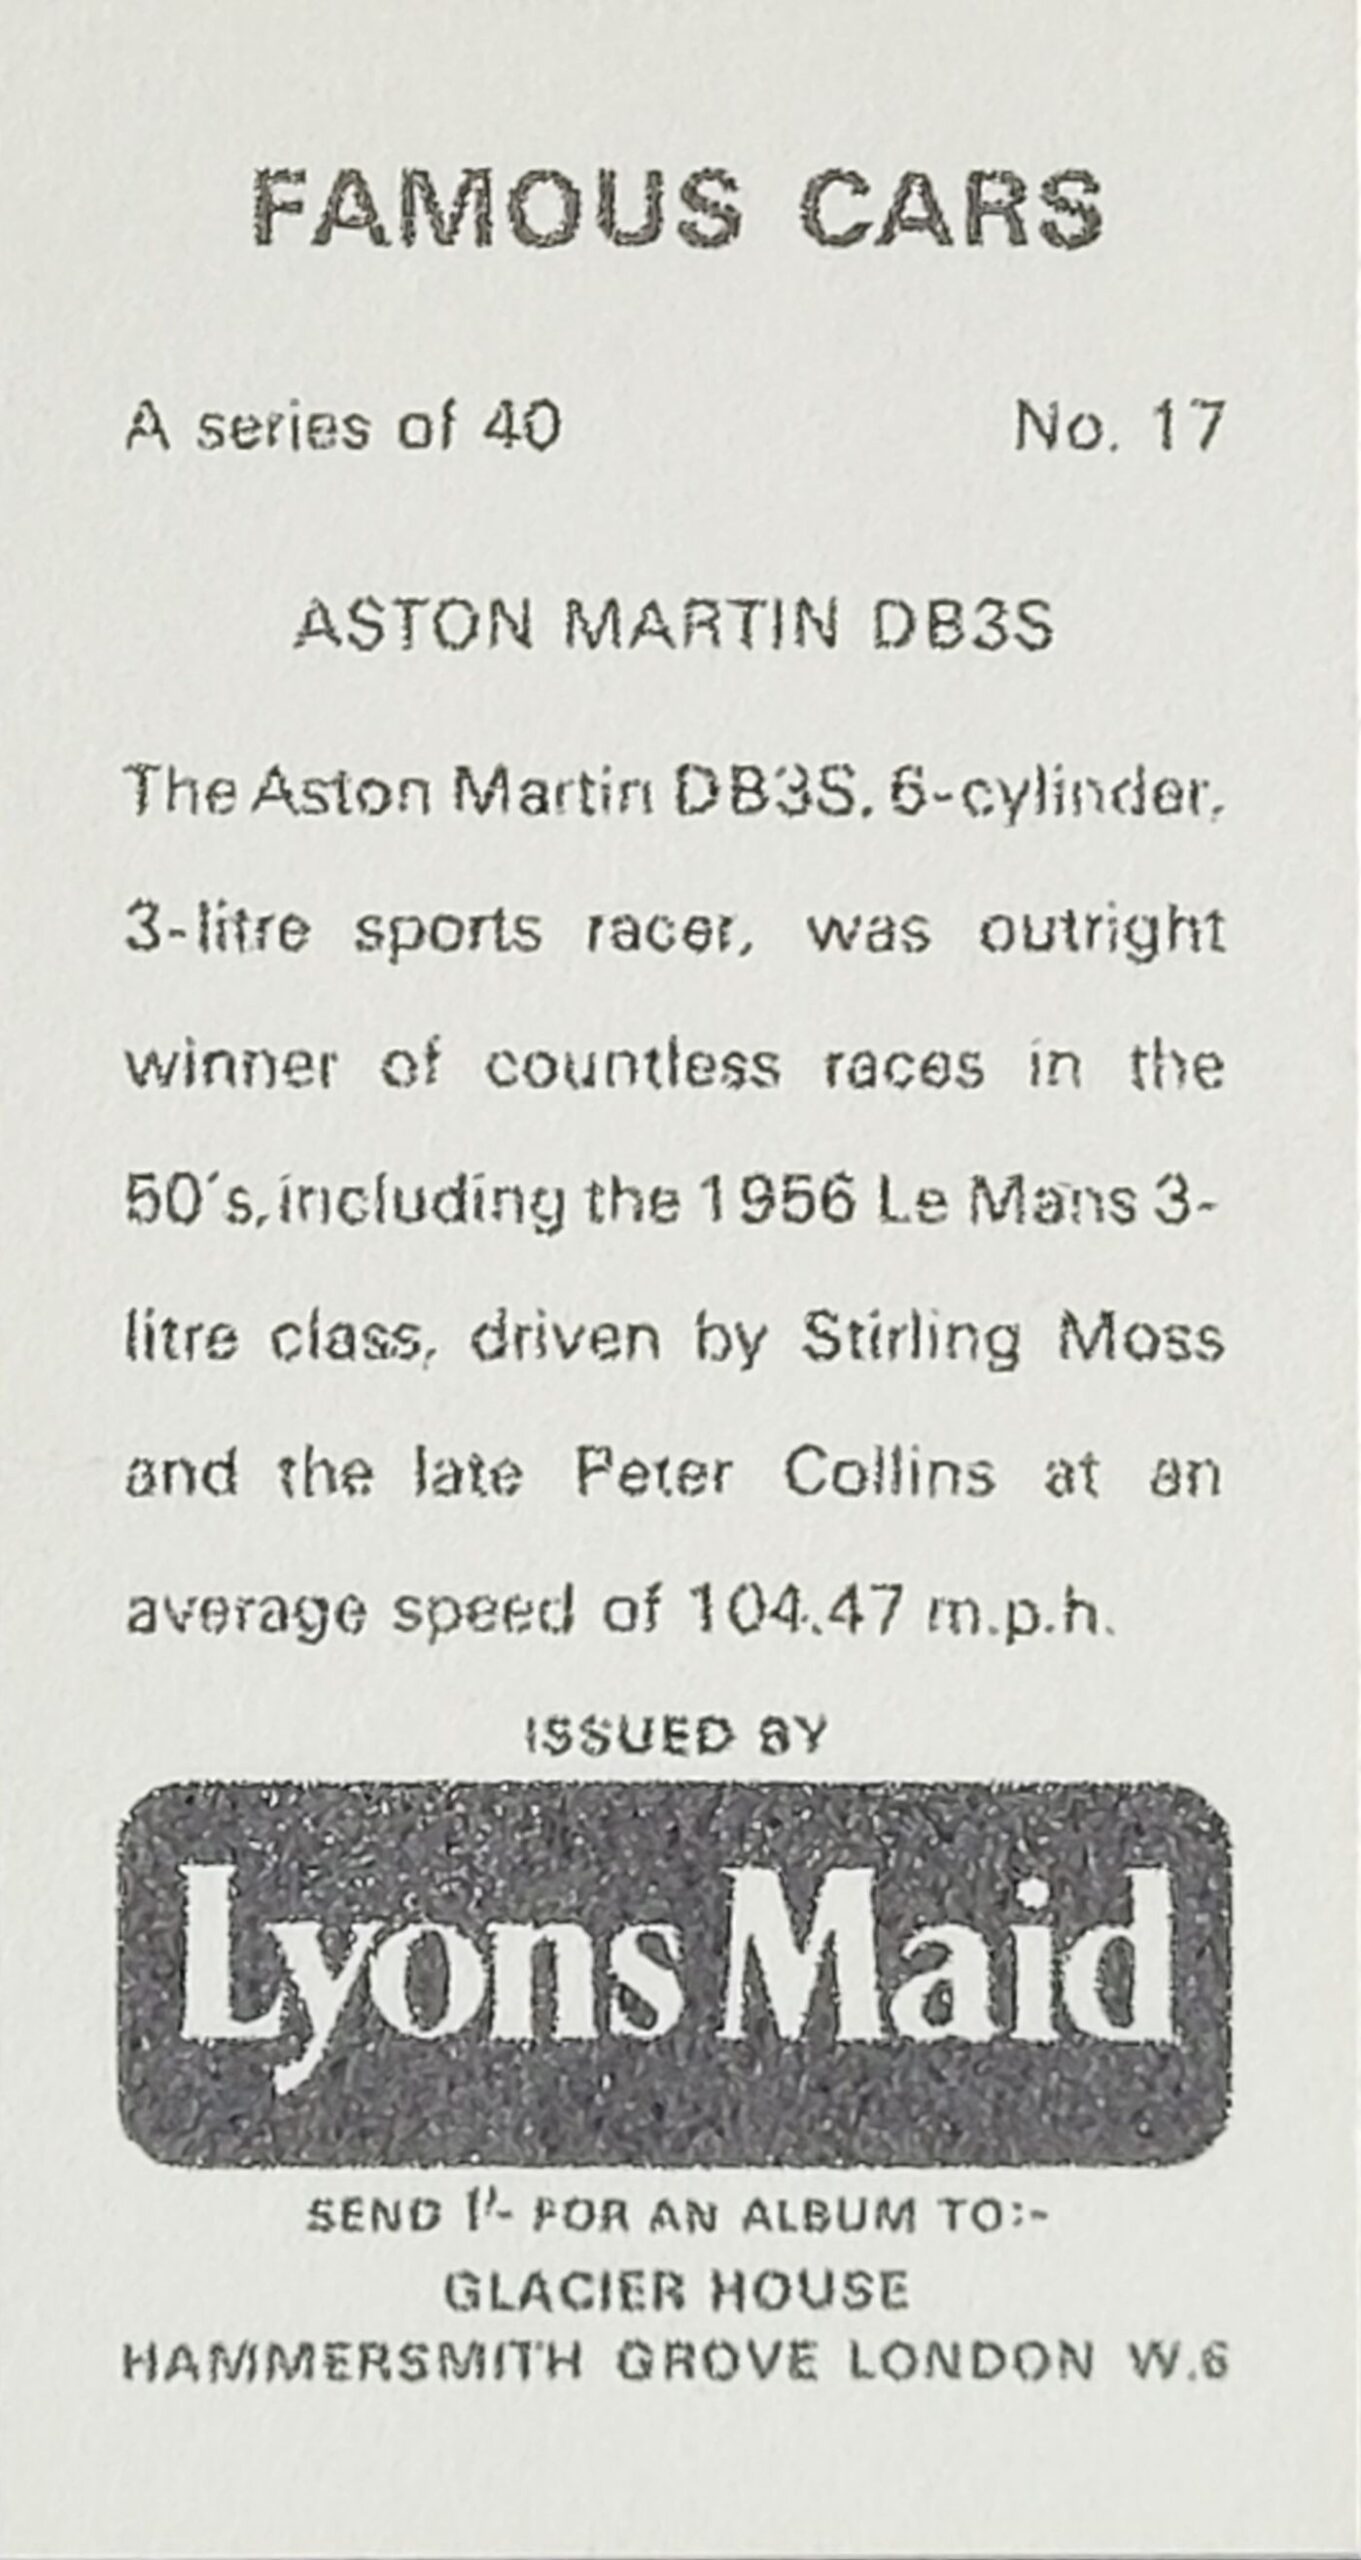 FAMOUS CARS
A series of 40 No. 17
ASTON MARTIN DB3S
The Aston Martin DB3S, 6-cylinder,
3-litre sports racer, was outright
winner of countless races in the
50's, including the 1956 Le Mans 3-
litre class, driven by Stirling Moss
and the late Peter Collins at an
average speed of 104.47 m.p.h.
ISSUED BY
Lyons Maid
SEND 1/- FOR AN ALBUM TO:-
GLACIER HOUSE
HAMMERSMITH GROVE LONDON W.6